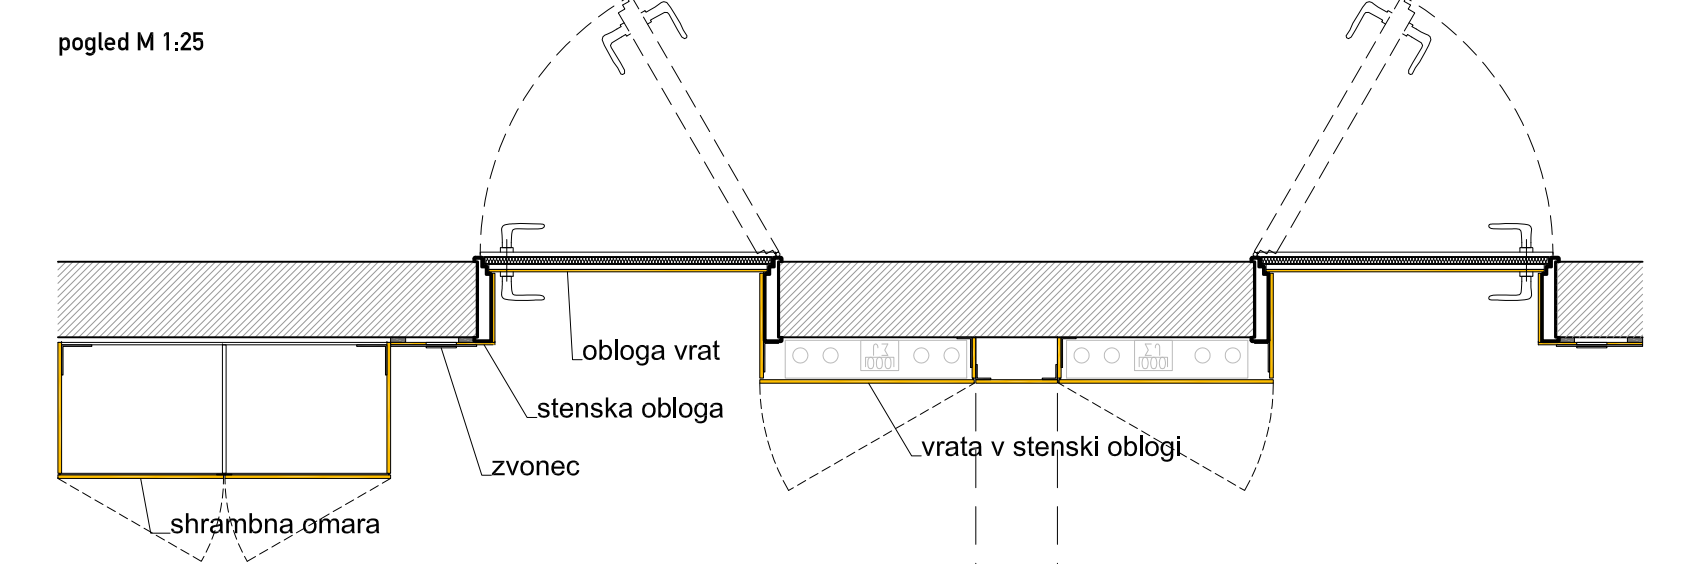 pogled M 1:25
obloga vrat
stenska obloga
vrata v stenski oblogi
zvonec
shrambna omara